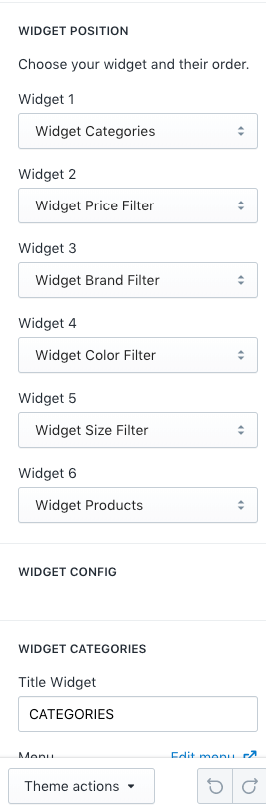 WIDGET POSITION
Choose your widget and their order.
Widget 1
Widget Categories
Widget 2
Widget Price Filter
Widget 3
Widget Brand Filter
Widget 4
Widget Color Filter
Widget 5
Widget Size Filter
Widget 6
Widget Products
WIDGET CONFIG
WIDGET CATEGORIES
Title Widget
CATEGORIES
Menu Edit menu
Theme actions